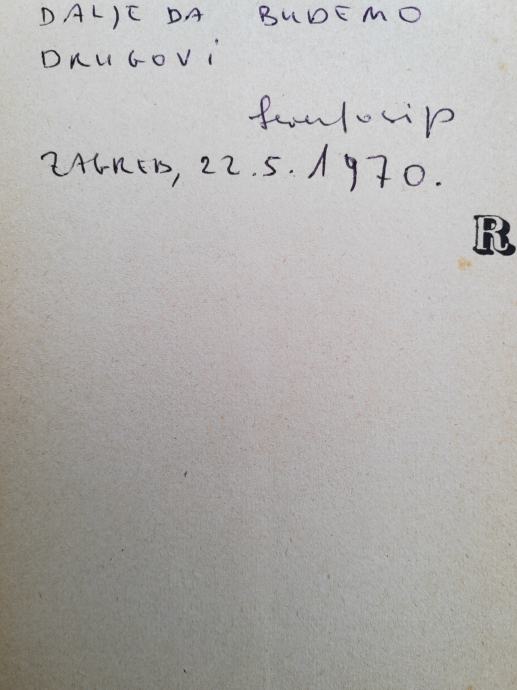 DALJE DA BUDEMO
DRUGOVI
ZAGREB, 22.5.1970.
R